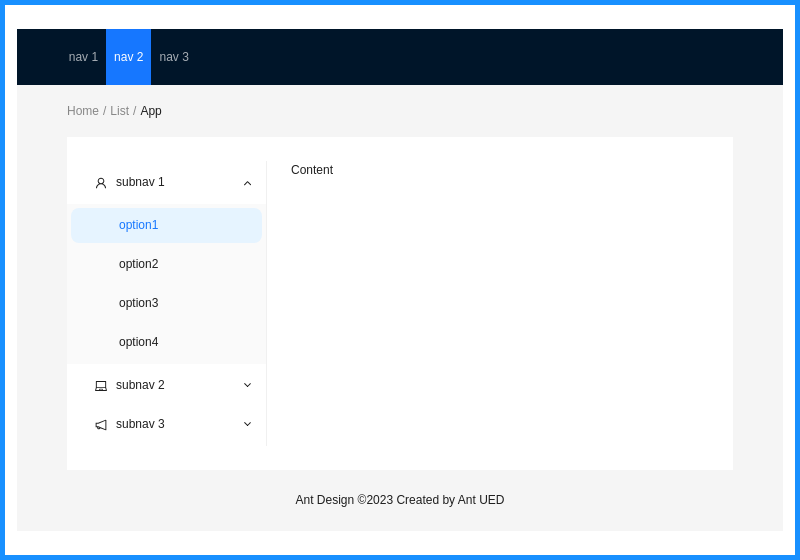 nav 1 nav 2 nav 3
Home / List / App
subnav 1
option1
option2
option3
option4
subnav 2
subnav 3
Content
Ant Design ©2023 Created by Ant UED